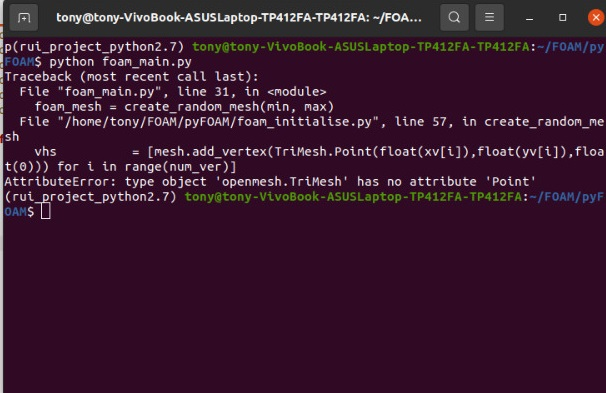 tony@tony-VivoBook-ASUSLaptop-TP412FA-TP412FA: ~/FOA...
p(rui_project_python2.7) tony@tony-VivoBook-ASUSLaptop-TP412FA-TP412FA:~/FOAM/py
FOAM$ python foam_main.py
Traceback (most recent call last):
  File "foam_main.py", line 31, in <module>
    foam_mesh = create_random_mesh(min, max)
  File "/home/tony/FOAM/pyFOAM/foam_initialise.py", line 57, in create_random_me
sh
    vhs          = [mesh.add_vertex(TriMesh.Point(float(xv[i]),float(yv[i]),floa
t(0))) for i in range(num_ver)]
AttributeError: type object 'openmesh.TriMesh' has no attribute 'Point'
(rui_project_python2.7) tony@tony-VivoBook-ASUSLaptop-TP412FA-TP412FA:~/FOAM/pyF
OAM$